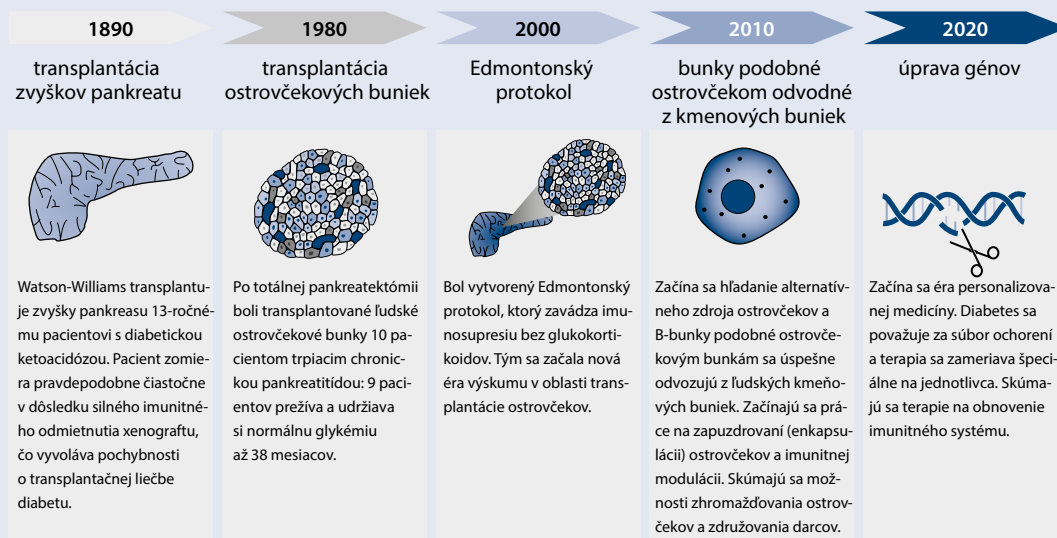 1890
transplantácia
zvyškov pankreatu
Watson-Williams transplantu-
je zvyšky pankreasu 13-ročné-
mu pacientovi s diabetickou
ketoacidózou. Pacient zomie-
ra pravdepodobne čiastočne
v dôsledku silného imunitné-
ho odmietnutia xenograftu,
čo vyvoláva pochybnosti
o transplantačnej liečbe
diabetu.
1980
transplantácia
ostrovčekových buniek
Po totálnej pankreatektómii
boli transplantované ľudské
ostrovčekové bunky 10 pa-
cientom trpiacim chronic-
kou pankreatitídou: 9 paci-
entov prežíva a udržiava
si normálnu glykémiu
až 38 mesiacov.
2000
Edmontonský
protokol
Bol vytvorený Edmontonský
protokol, ktorý zavádza imu-
nosupresiu bez glukokorti-
koidov. Tým sa začala nová
éra výskumu v oblasti trans-
plantácie ostrovčekov.
2010
bunky podobné
ostrovčekom odvodné
z kmenových buniek
Začína sa hľadanie alternatív-
neho zdroja ostrovčekov a
B-bunky podobné ostrovče-
kovým bunkám sa úspešne
odvozujú z ľudských kmeňo-
vých buniek. Začínajú sa prá-
ce na zapuzdrovaní (enkapsu-
lácii) ostrovčekov a imunitnej
modulácii. Skúmajú sa mož-
nosti zhromažďovania ostrov-
čekov a združovania darcov.
2020
úprava génov
Začína sa éra personalizova-
nej medicíny. Diabetes sa
považuje za súbor ochorení
a terapia sa zameriava špeci-
álne na jednotlivca. Skúma-
jú sa terapie na obnovenie
imunitného systému.